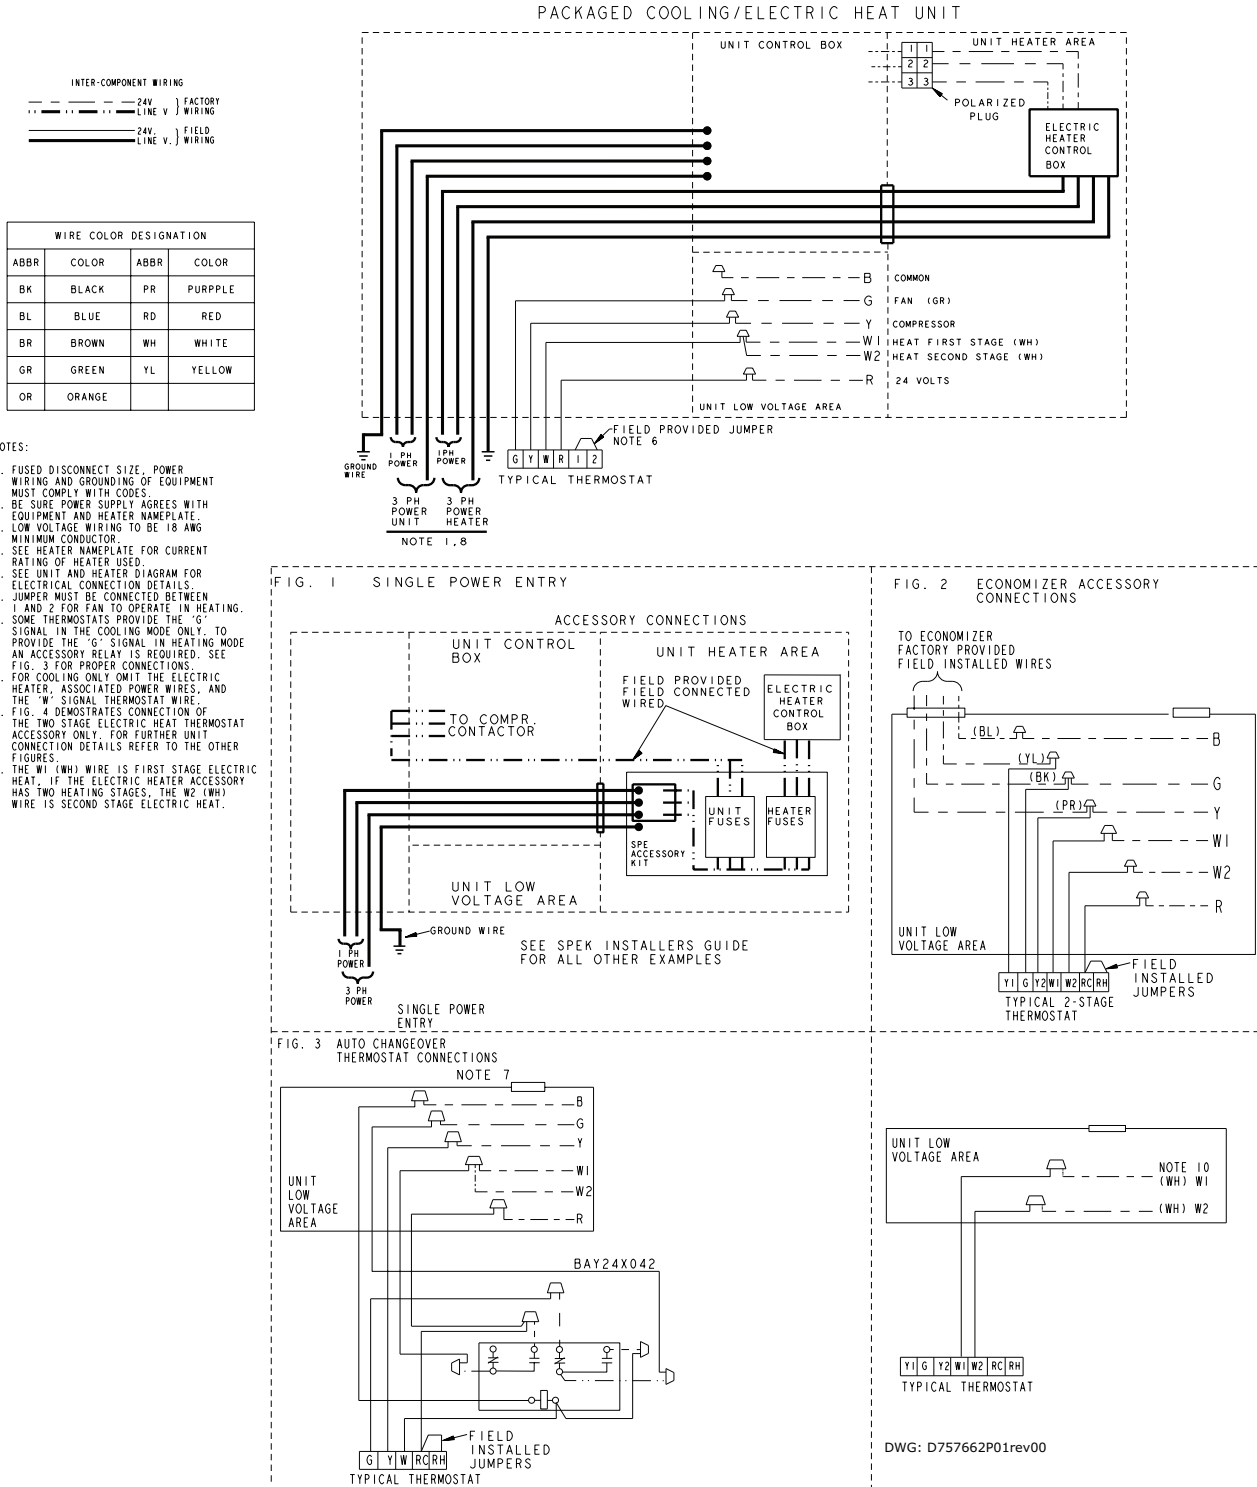 PACKAGED COOLING/ELECTRIC HEAT UNIT
INTER-COMPONENT WIRING
24V
LINE V
FACTORY
WIRING
24V.
LINE V.
FIELD
WIRING
WIRE COLOR DESIGNATION
ABBR COLOR ABBR COLOR
BK BLACK PR PURPPLE
BL BLUE RD RED
BR BROWN WH WHITE
GR GREEN YL YELLOW
OR ORANGE
OTES:
. FUSED DISCONNECT SIZE, POWER
WIRING AND GROUNDING OF EQUIPMENT
MUST COMPLY WITH CODES.
. BE SURE POWER SUPPLY AGREES WITH
EQUIPMENT AND HEATER NAMEPLATE.
. LOW VOLTAGE WIRING TO BE 18 AWG
MINIMUM CONDUCTOR.
. SEE HEATER NAMEPLATE FOR CURRENT
RATING OF HEATER USED.
. SEE UNIT AND HEATER DIAGRAM FOR
ELECTRICAL CONNECTION DETAILS.
. JUMPER MUST BE CONNECTED BETWEEN
1 AND 2 FOR FAN TO OPERATE IN HEATING.
. SOME THERMOSTATS PROVIDE THE 'G'
SIGNAL IN THE COOLING MODE ONLY. TO
PROVIDE THE 'G' SIGNAL IN HEATING MODE
AN ACCESSORY RELAY IS REQUIRED. SEE
FIG. 3 FOR PROPER CONNECTIONS.
. FOR COOLING ONLY OMIT THE ELECTRIC
HEATER, ASSOCIATED POWER WIRES, AND
THE 'W' SIGNAL THERMOSTAT WIRE.
. FIG. 4 DEMOSTRATES CONNECTION OF
THE TWO STAGE ELECTRIC HEAT THERMOSTAT
ACCESSORY ONLY. FOR FURTHER UNIT
CONNECTION DETAILS REFER TO THE OTHER
FIGURES.
. THE W1 (WH) WIRE IS FIRST STAGE ELECTRIC
HEAT, IF THE ELECTRIC HEATER ACCESSORY
HAS TWO HEATING STAGES, THE W2 (WH)
WIRE IS SECOND STAGE ELECTRIC HEAT.
UNIT CONTROL BOX
UNIT HEATER AREA
1 1
2 2
3 3
POLARIZED
PLUG
ELECTRIC
HEATER
CONTROL
BOX
B COMMON
G FAN (GR)
Y COMPRESSOR
W1 HEAT FIRST STAGE (WH)
W2 HEAT SECOND STAGE (WH)
R 24 VOLTS
UNIT LOW VOLTAGE AREA
GROUND
WIRE
1 PH
POWER
1PH
POWER
3 PH
POWER
UNIT
3 PH
POWER
HEATER
NOTE 1,8
FIELD PROVIDED JUMPER
NOTE 6
G Y W R 1 2
TYPICAL THERMOSTAT
FIG. 1 SINGLE POWER ENTRY
ACCESSORY CONNECTIONS
UNIT CONTROL
BOX
UNIT HEATER AREA
FIELD PROVIDED
FIELD CONNECTED
WIRED
ELECTRIC
HEATER
CONTROL
BOX
TO COMPR.
CONTACTOR
UNIT
FUSES
HEATER
FUSES
SPE
ACCESSORY
KIT
UNIT LOW
VOLTAGE AREA
GROUND WIRE
1 PH
POWER
3 PH
POWER
SEE SPEK INSTALLERS GUIDE
FOR ALL OTHER EXAMPLES
SINGLE POWER
ENTRY
FIG. 2 ECONOMIZER ACCESSORY
CONNECTIONS
TO ECONOMIZER
FACTORY PROVIDED
FIELD INSTALLED WIRES
(BL)
B
(YL)
(BK)
G
(PR)
Y
W1
W2
R
UNIT LOW
VOLTAGE AREA
FIELD
INSTALLED
JUMPERS
Y1 G Y2 W1 W2 RC RH
TYPICAL 2-STAGE
THERMOSTAT
FIG. 3 AUTO CHANGEOVER
THERMOSTAT CONNECTIONS
NOTE 7
B
G
Y
W1
W2
R
UNIT
LOW
VOLTAGE
AREA
BAY24X042
FIELD
INSTALLED
JUMPERS
G Y W RC RH
TYPICAL THERMOSTAT
UNIT LOW
VOLTAGE AREA
NOTE 10
(WH) W1
(WH) W2
Y1 G Y2 W1 W2 RC RH
TYPICAL THERMOSTAT
DWG: D757662P01rev00